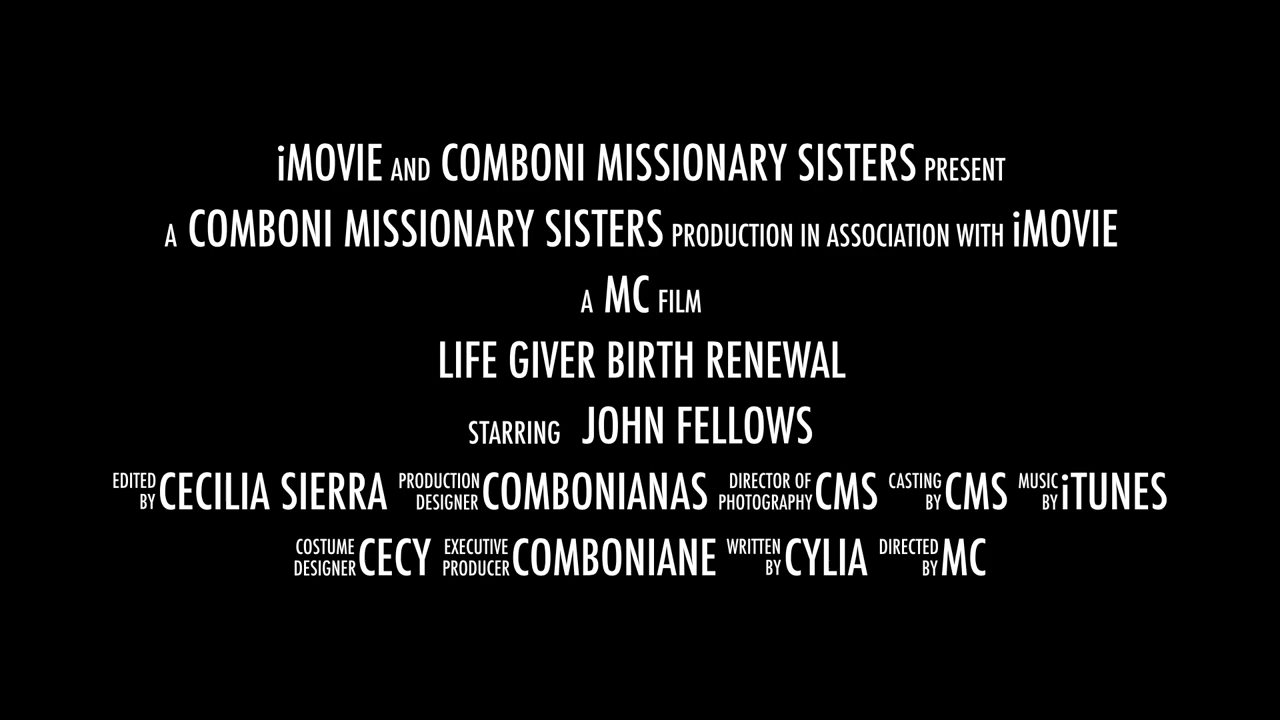 iMOVIE AND COMBONI MISSIONARY SISTERS PRESENT
A COMBONI MISSIONARY SISTERS PRODUCTION IN ASSOCIATION WITH iMOVIE
A MC FILM
LIFE GIVER BIRTH RENEWAL
STARRING JOHN FELLOWS
EDITED BY CECILIA SIERRA PRODUCTION DESIGNER COMBONIANAS DIRECTOR OF PHOTOGRAPHY CMS CASTING BY CMS MUSIC BY iTUNES
COSTUME DESIGNER CECY EXECUTIVE PRODUCER COMBONIANE WRITTEN BY CYLIA DIRECTED BY MC